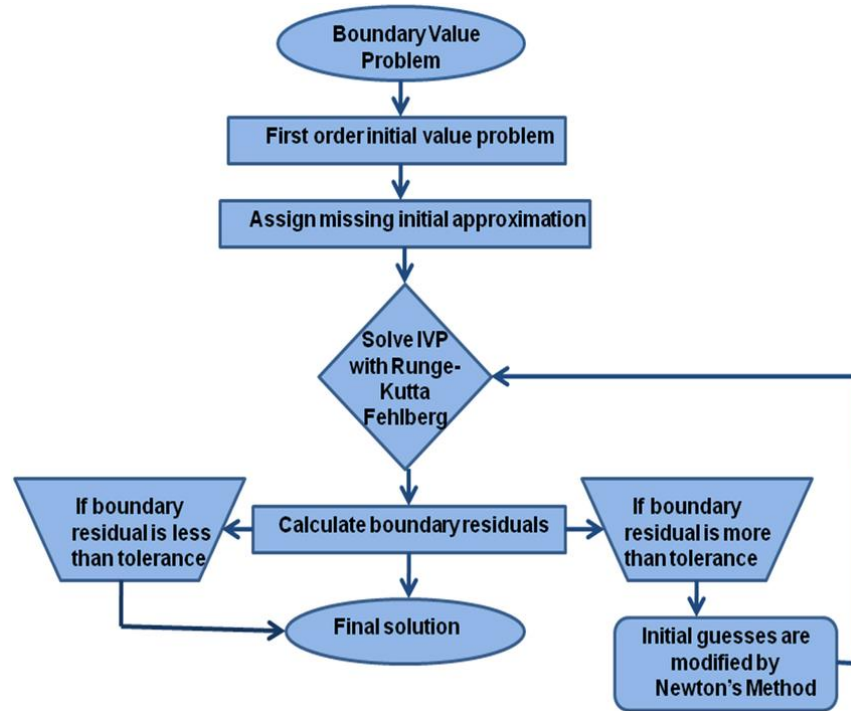 Boundary Value
Problem
First order initial value problem
Assign missing initial approximation
Solve IVP
with Runge-
Kutta
Fehlberg
If boundary
residual is less
than tolerance
Calculate boundary residuals
If boundary
residual is more
than tolerance
Final solution
Initial guesses are
modified by
Newton's Method